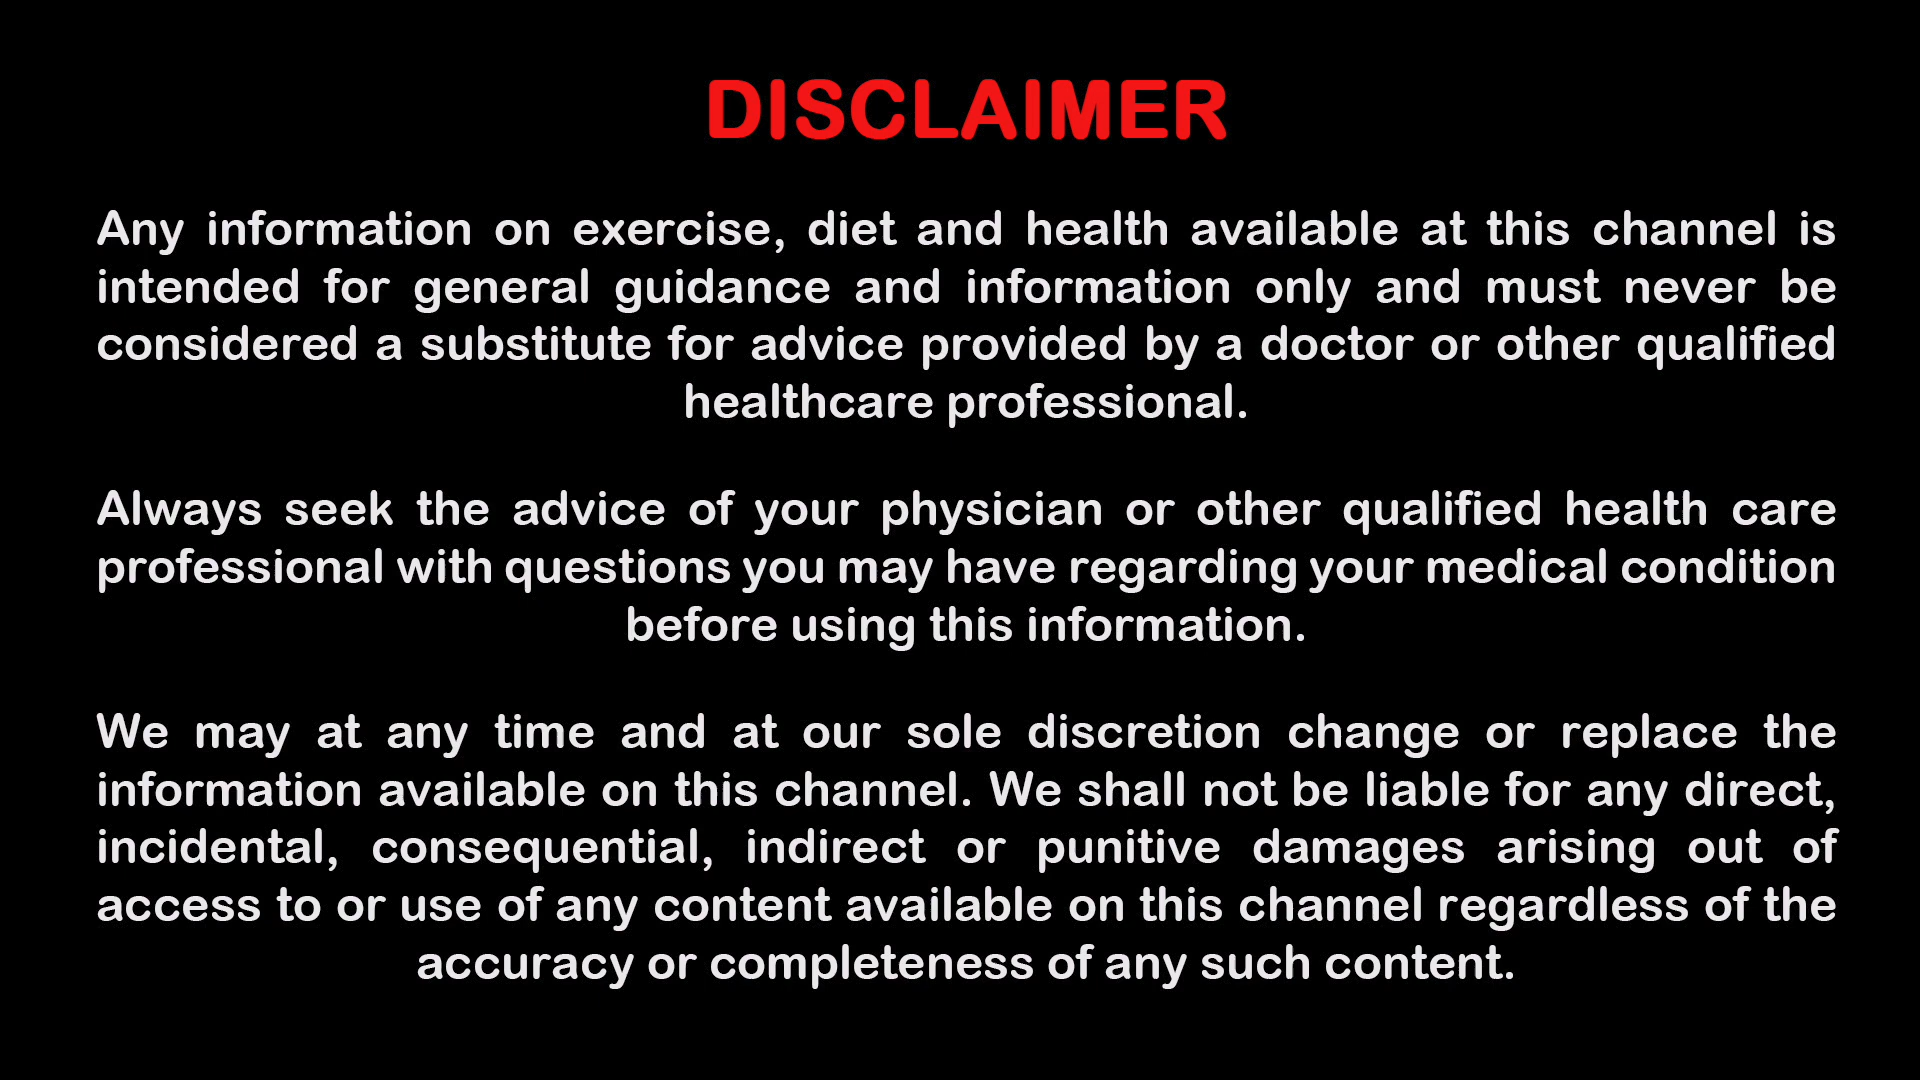 DISCLAIMER
Any information on exercise, diet and health available at this channel is
intended for general guidance and information only and must never be
considered a substitute for advice provided by a doctor or other qualified
healthcare professional.
Always seek the advice of your physician or other qualified health care
professional with questions you may have regarding your medical condition
before using this information.
We may at any time and at our sole discretion change or replace the
information available on this channel. We shall not be liable for any direct,
incidental, consequential, indirect or punitive damages arising out of
access to or use of any content available on this channel regardless of the
accuracy or completeness of any such content.